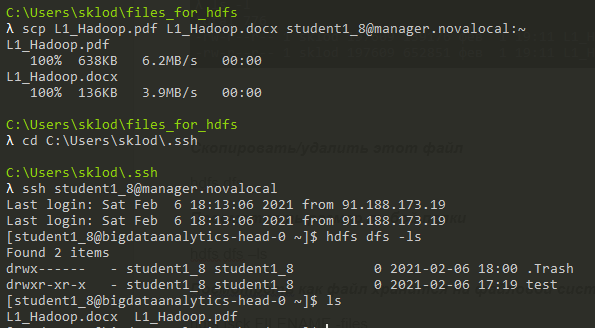 C:\Users\sklod\files_for_hdfs
λ scp L1_Hadoop.pdf L1_Hadoop.docx student1_8@manager.novalocal:~
L1_Hadoop.pdf
100% 638KB 6.2MB/s 00:00
L1_Hadoop.docx
100% 136KB 3.9MB/s 00:00
C:\Users\sklod\files_for_hdfs
λ cd C:\Users\sklod\.ssh
C:\Users\sklod\.ssh
λ ssh student1_8@manager.novalocal
Last login: Sat Feb  6 18:13:06 2021 from 91.188.173.19
Last login: Sat Feb  6 18:13:06 2021 from 91.188.173.19
[student1_8@bigdataanalytics-head-0 ~]$ hdfs dfs -ls
Found 2 items
drwx------   - student1_8 student1_8          0 2021-02-06 18:00 .Trash
drwxr-xr-x   - student1_8 student1_8          0 2021-02-06 17:19 test
[student1_8@bigdataanalytics-head-0 ~]$ ls
L1_Hadoop.docx  L1_Hadoop.pdf